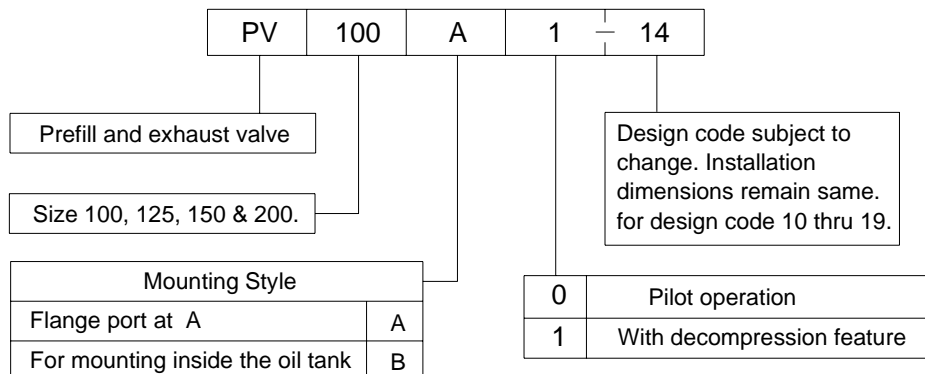 PV 100 A 1 - 14
Prefill and exhaust valve
Size 100, 125, 150 & 200.
Design code subject to
change. Installation
dimensions remain same.
for design code 10 thru 19.
Mounting Style
Flange port at A A
For mounting inside the oil tank B
0 Pilot operation
1 With decompression feature